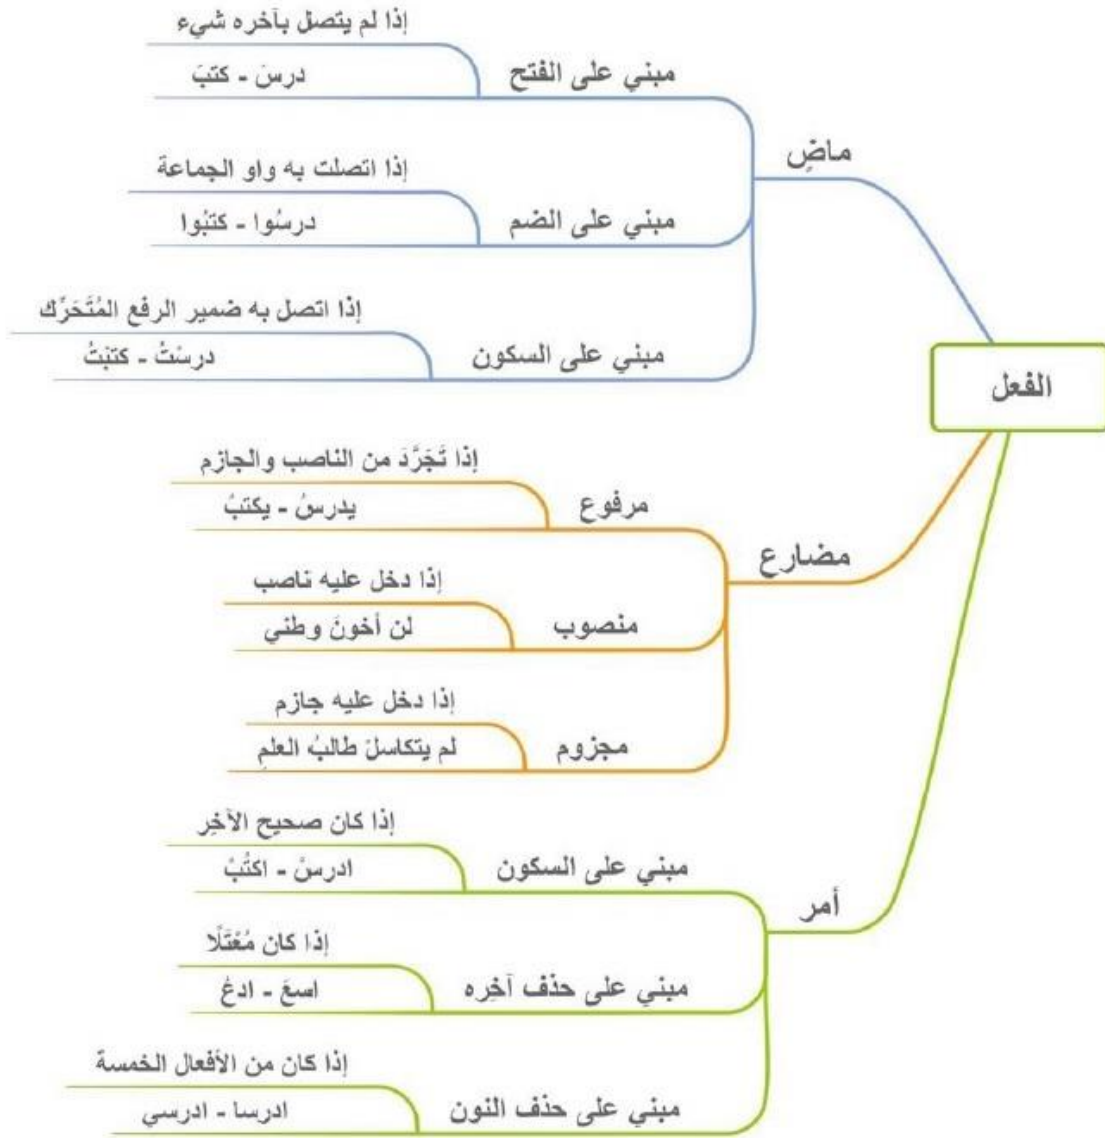 الفعل
ماضٍ
مبني على الفتح
إذا لم يتصل بآخره شيء
درسَ - كتبَ
مبني على الضم
إذا اتصلت به واو الجماعة
درسُوا - كتبُوا
مبني على السكون
إذا اتصل به ضمير الرفع المُتَحَرِّك
درسْتُ - كتبْتُ
مضارع
مرفوع
إذا تَجَرَّدَ من الناصب والجازم
يدرسُ - يكتبُ
منصوب
إذا دخل عليه ناصب
لن أخونَ وطني
مجزوم
إذا دخل عليه جازم
لم يتكاسلْ طالبُ العلمِ
أمر
مبني على السكون
إذا كان صحيح الآخِر
ادرسْ - اكتُبْ
مبني على حذف آخِره
إذا كان مُعْتَلًا
اسعَ - ادعُ
مبني على حذف النون
إذا كان من الأفعال الخمسة
ادرسا - ادرسي